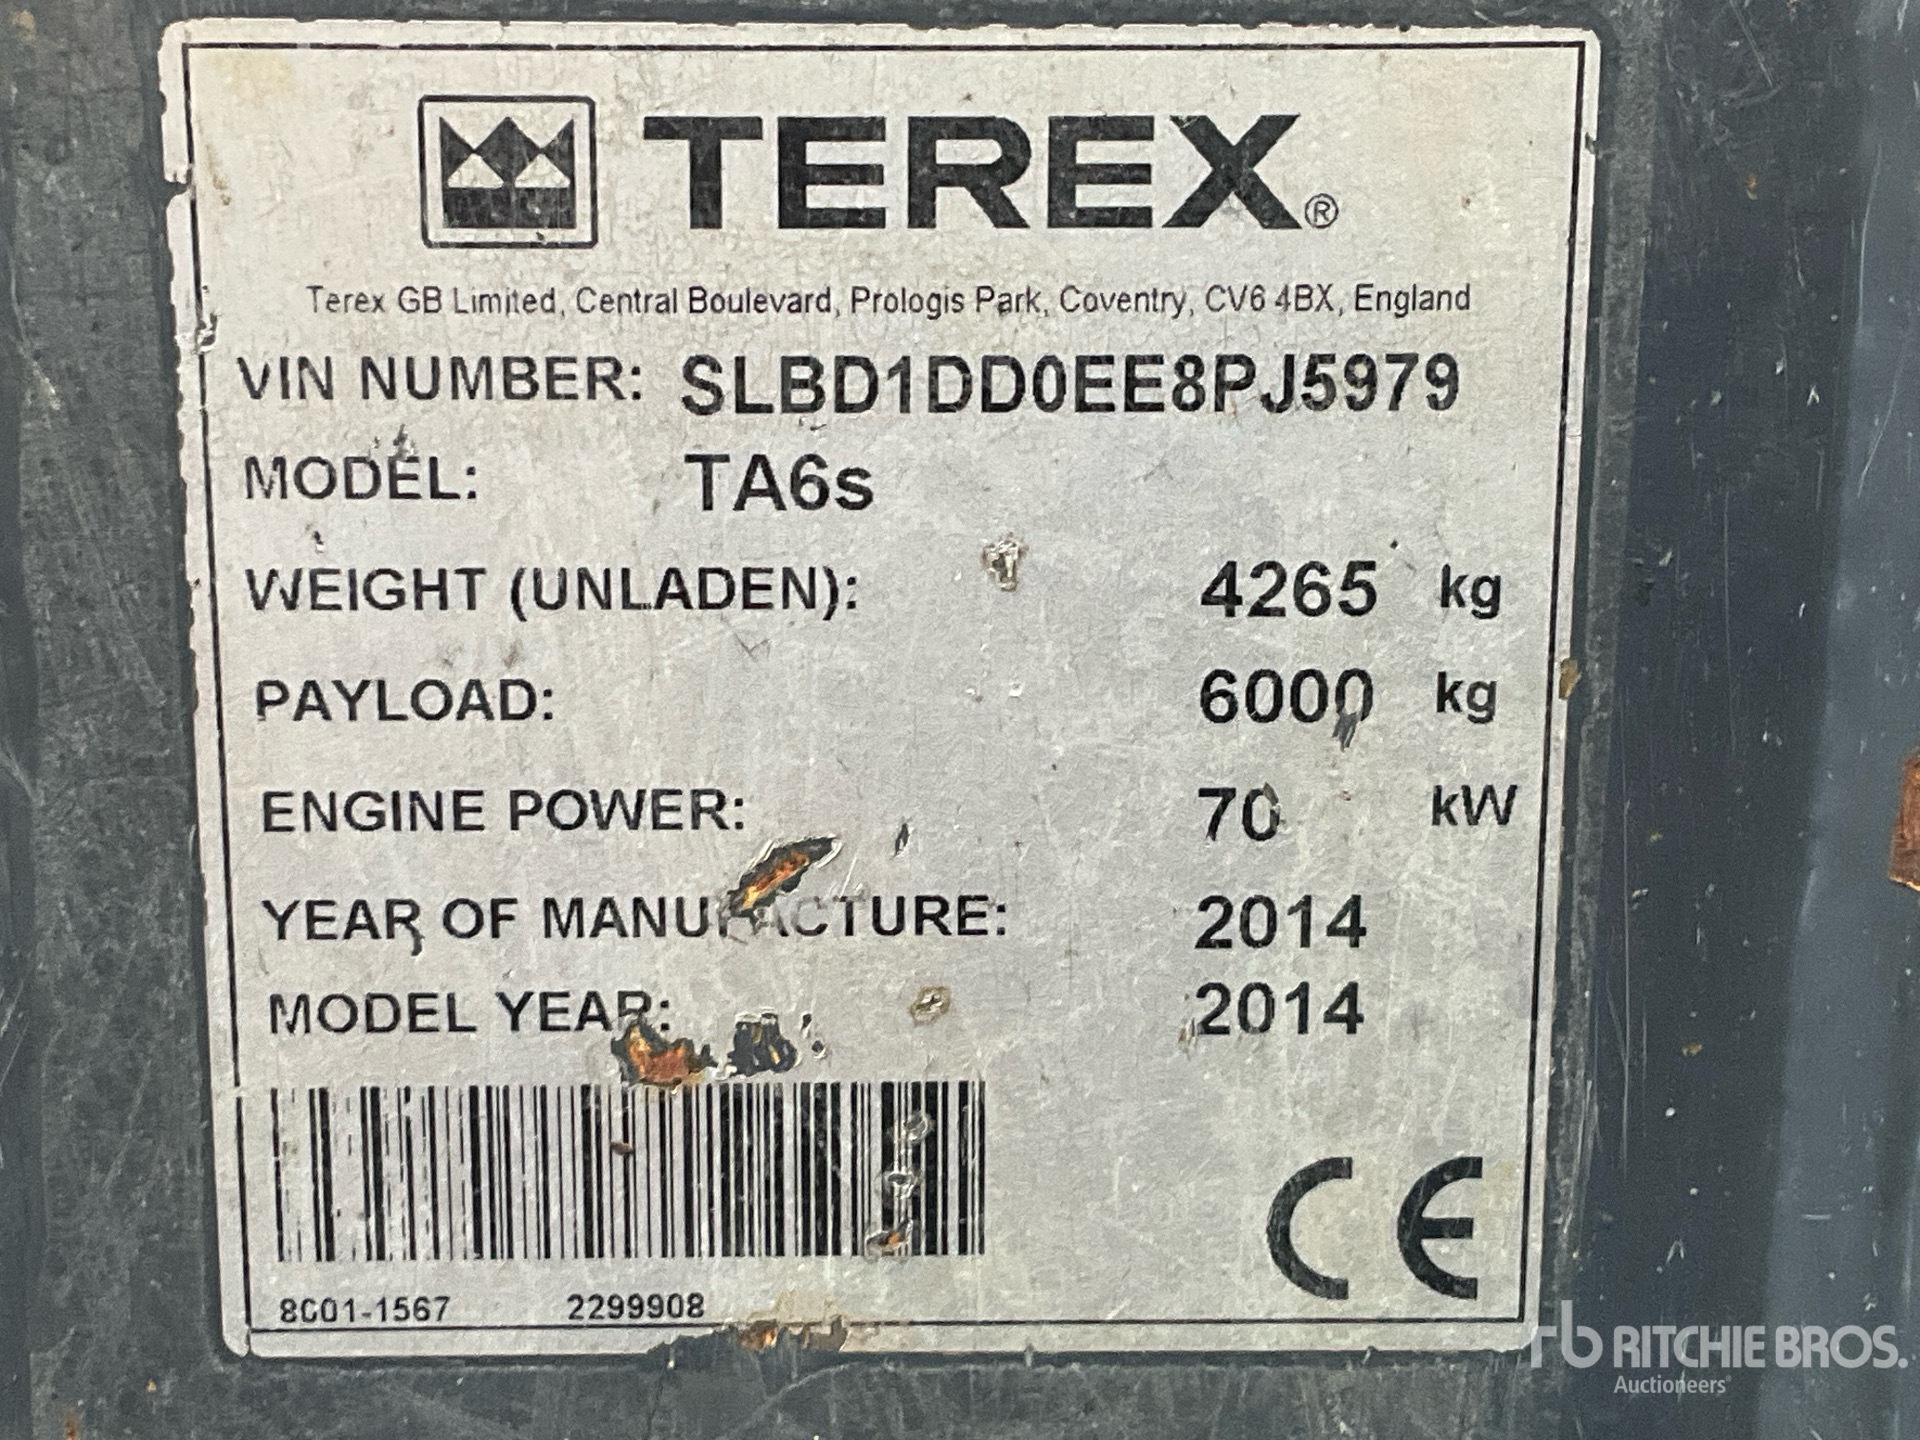 TEREX®
Terex GB Limited, Central Boulevard, Prologis Park, Coventry, CV6 4BX, England
VIN NUMBER: SLBD1DD0EE8PJ5979
MODEL: TA6s
WEIGHT (UNLADEN): 4265 kg
PAYLOAD: 6000 kg
ENGINE POWER: 70 kW
YEAR OF MANUFACTURE: 2014
MODEL YEAR: 2014
8C01-1567 2299908
CE
rb RITCHIE BROS.
Auctioneers